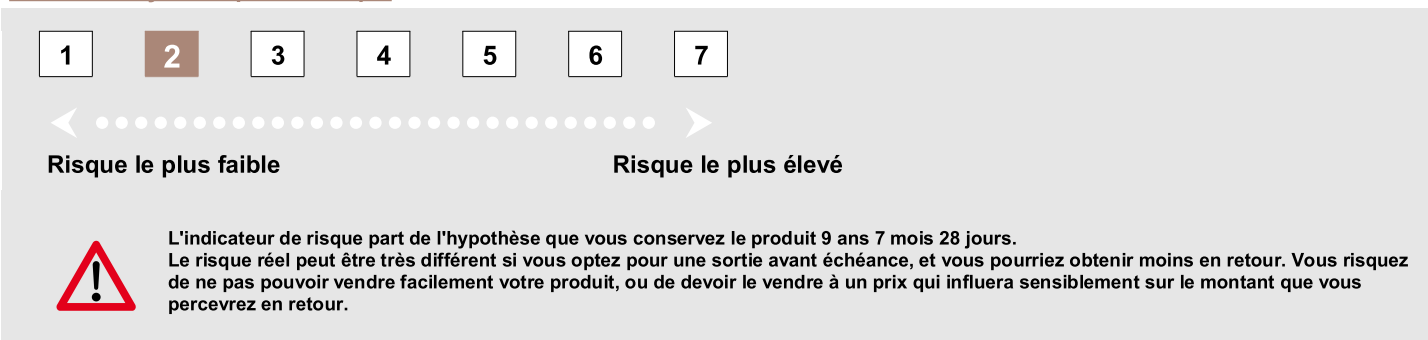 1 2 3 4 5 6 7
Risque le plus faible Risque le plus élevé
L'indicateur de risque part de l'hypothèse que vous conservez le produit 9 ans 7 mois 28 jours.
Le risque réel peut être très différent si vous optez pour une sortie avant échéance, et vous pourriez obtenir moins en retour. Vous risquez
de ne pas pouvoir vendre facilement votre produit, ou de devoir le vendre à un prix qui influera sensiblement sur le montant que vous
percevrez en retour.